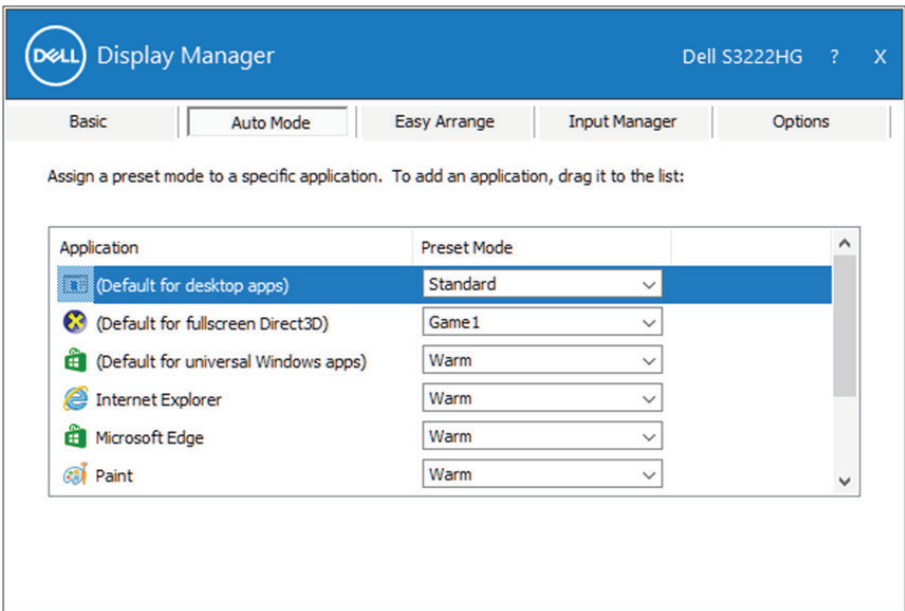 DELL Display Manager Dell S3222HG ? X
Basic Auto Mode Easy Arrange Input Manager Options
Assign a preset mode to a specific application. To add an application, drag it to the list:
Application Preset Mode
(Default for desktop apps) Standard
(Default for fullscreen Direct3D) Game1
(Default for universal Windows apps) Warm
Internet Explorer Warm
Microsoft Edge Warm
Paint Warm